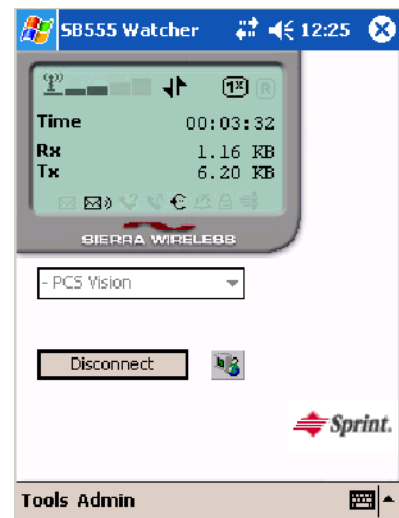 SB555 Watcher 12:25
1X R
Time 00:03:32
Rx 1.16 KB
Tx 6.20 KB
SIERRA WIRELESS
- PCS Vision
Disconnect
Sprint.
Tools Admin